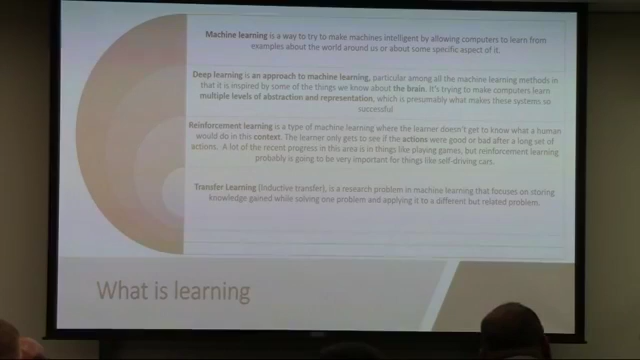 Machine learning is a way to try to make machines intelligent by allowing computers to learn from
examples about the world around us or about some specific aspect of it.
Deep learning is an approach to machine learning, particular among all the machine learning methods in
that it is inspired by some of the things we know about the brain. It's trying to make computers learn
multiple levels of abstraction and representation, which is presumably what makes these systems so
successful
Reinforcement learning is a type of machine learning where the learner doesn't get to know what a human
would do in this context. The learner only gets to see if the actions were good or bad after a long set of
actions. A lot of the recent progress in this area is in things like playing games, but reinforcement learning
probably is going to be very important for things like self-driving cars.
Transfer Learning (Inductive transfer), is a research problem in machine learning that focuses on storing
knowledge gained while solving one problem and applying it to a different but related problem.
What is learning